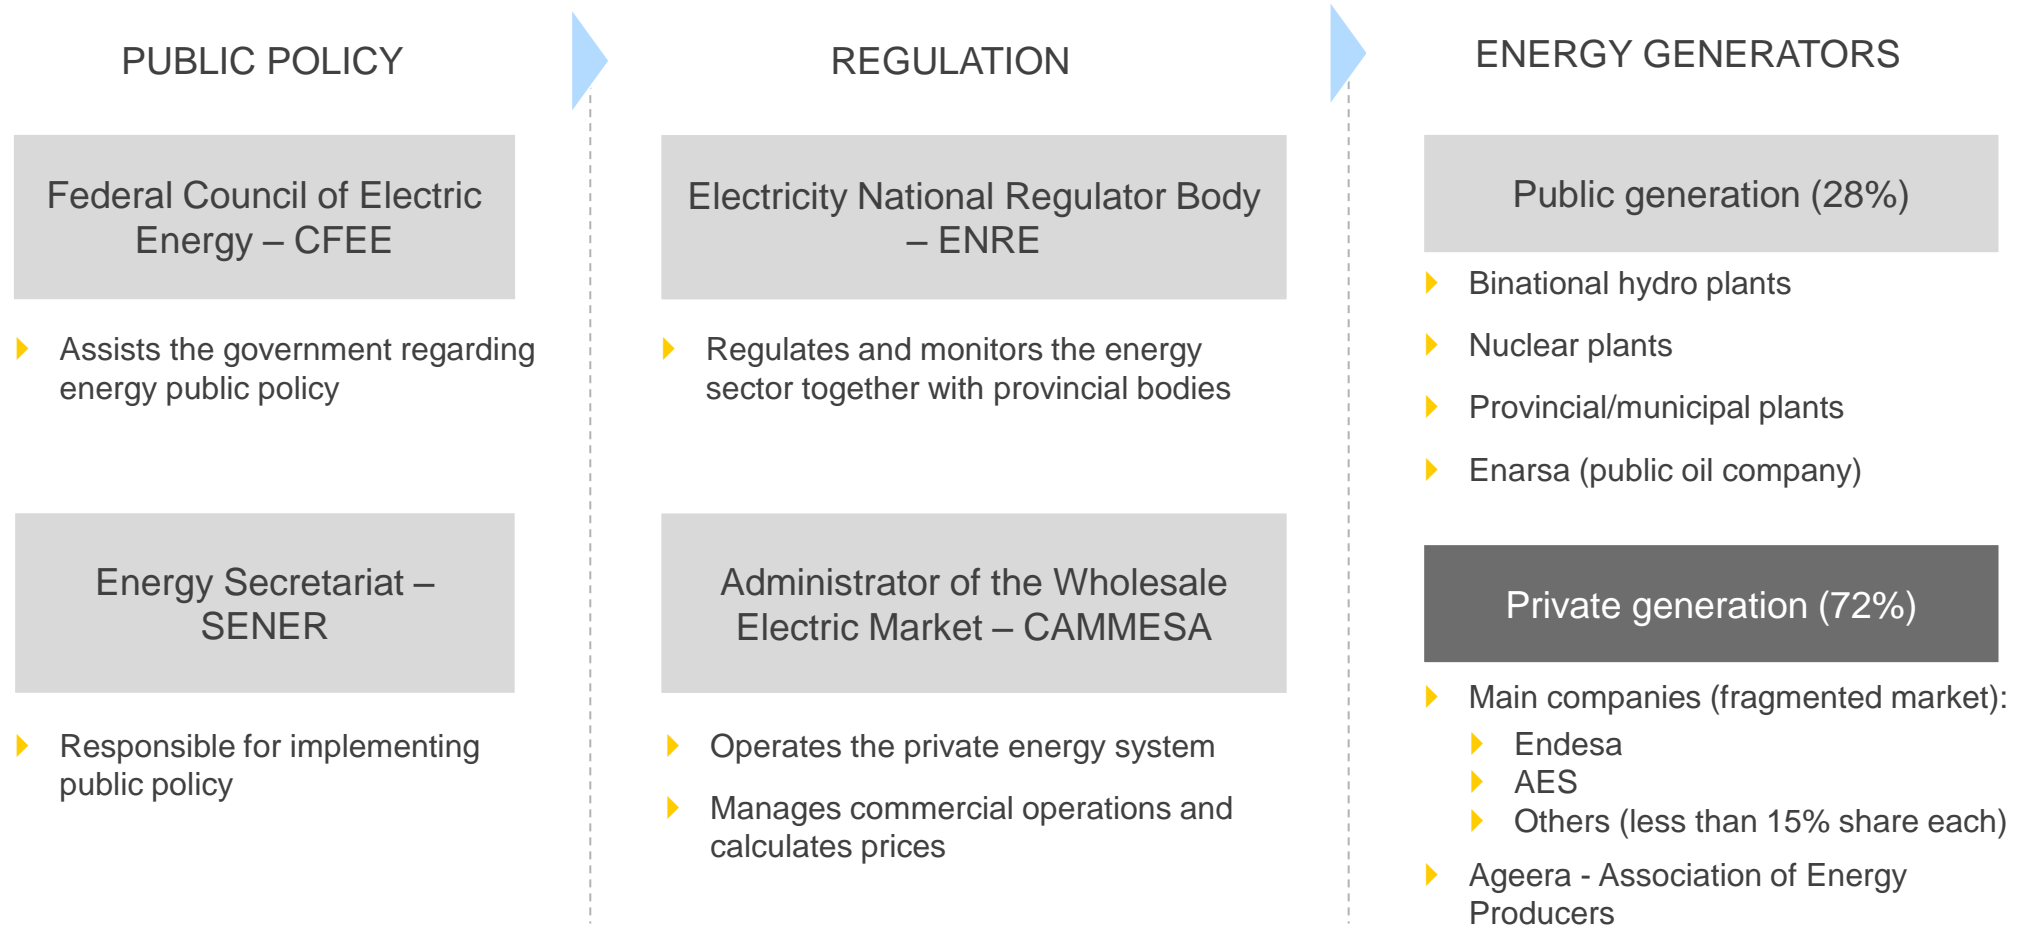 PUBLIC POLICY
Federal Council of Electric
Energy – CFEE
Assists the government regarding
energy public policy
Energy Secretariat –
SENER
Responsible for implementing
public policy
REGULATION
Electricity National Regulator Body
– ENRE
Regulates and monitors the energy
sector together with provincial bodies
Administrator of the Wholesale
Electric Market – CAMMESA
Operates the private energy system
Manages commercial operations and
calculates prices
ENERGY GENERATORS
Public generation (28%)
Binational hydro plants
Nuclear plants
Provincial/municipal plants
Enarsa (public oil company)
Private generation (72%)
Main companies (fragmented market):
Endesa
AES
Others (less than 15% share each)
Ageera - Association of Energy
Producers